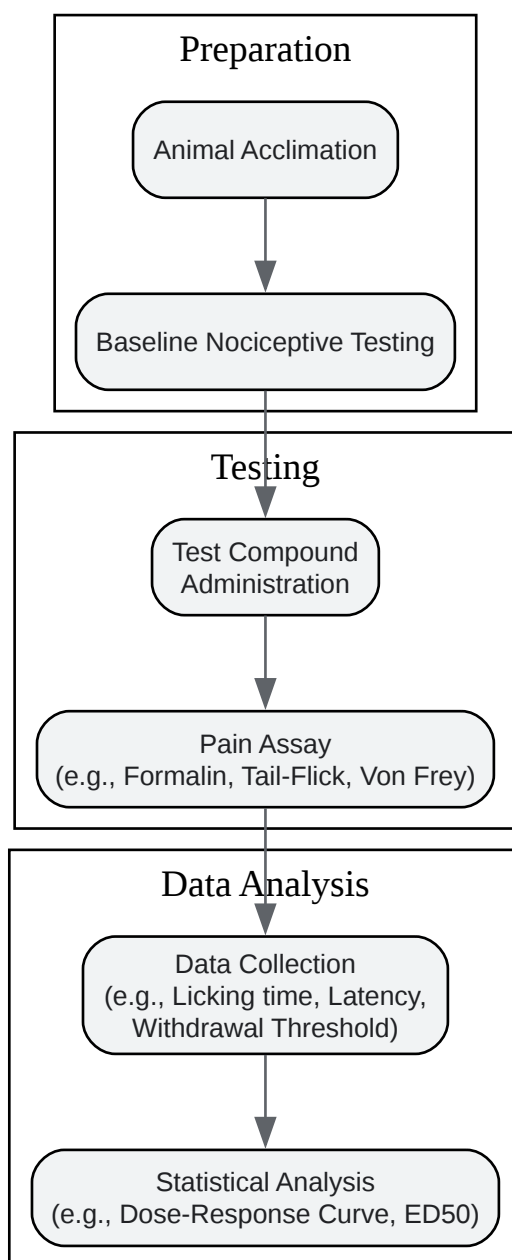 Preparation
Animal Acclimation
Baseline Nociceptive Testing
Testing
Test Compound
Administration
Pain Assay
(e.g., Formalin, Tail-Flick, Von Frey)
Data Analysis
Data Collection
(e.g., Licking time, Latency,
Withdrawal Threshold)
Statistical Analysis
(e.g., Dose-Response Curve, ED50)